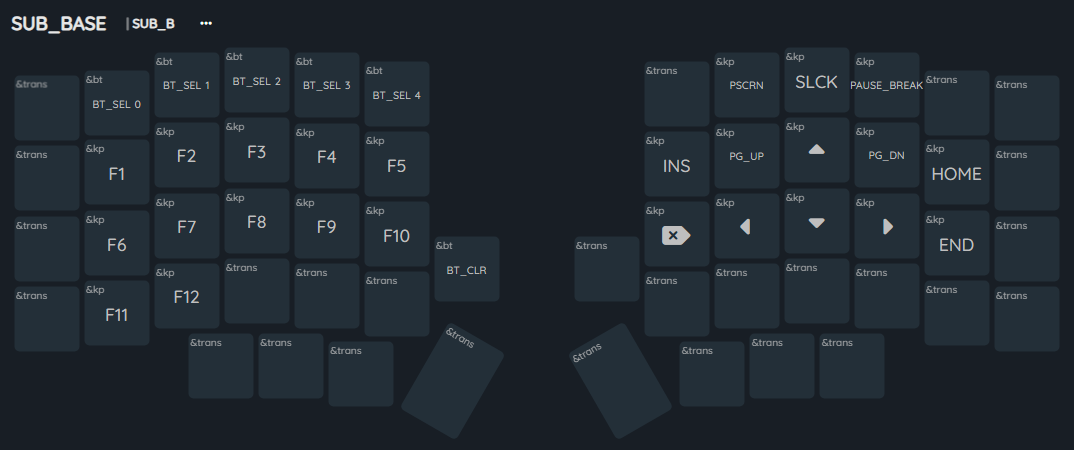 SUB_BASE | SUB_B •••
&trans &bt BT_SEL 0 &bt BT_SEL 1 &bt BT_SEL 2 &bt BT_SEL 3 &bt BT_SEL 4 &trans &kp PSCRN &kp SLCK &kp PAUSE_BREAK &trans &trans
&trans &kp F1 &kp F2 &kp F3 &kp F4 &kp F5 &kp INS &kp PG_UP &kp &kp PG_DN &kp HOME &trans
&trans &kp F6 &kp F7 &kp F8 &kp F9 &kp F10 &kp &kp &kp &kp &kp END &trans
&trans &kp F11 &kp F12 &trans &trans &trans &bt BT_CLR &trans &trans &trans &trans &trans &trans &trans
&trans &trans &trans &trans &trans &trans &trans &trans